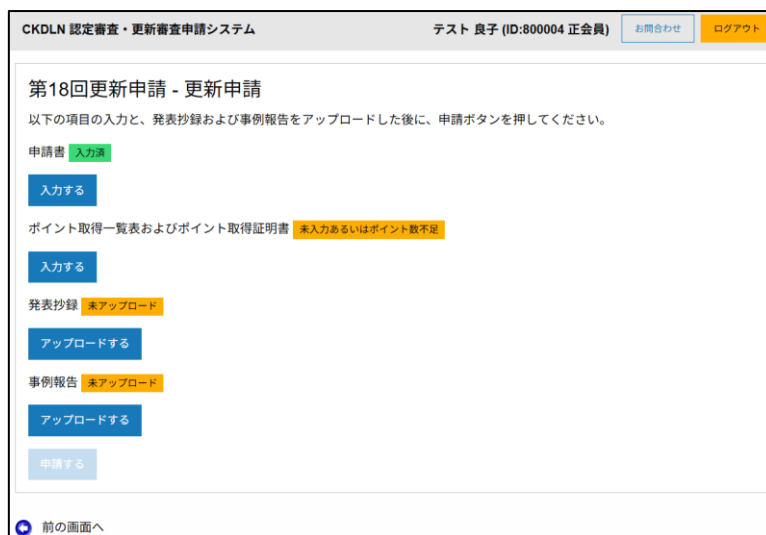 CKDLN 認定審査・更新審査申請システム テスト 良子 (ID:800004 正会員) お問合わせ ログアウト
第18回更新申請 - 更新申請
以下の項目の入力と、発表抄録および事例報告をアップロードした後に、申請ボタンを押してください。
申請書 入力済
入力する
ポイント取得一覧表およびポイント取得証明書 未入力あるいはポイント数不足
入力する
発表抄録 未アップロード
アップロードする
事例報告 未アップロード
アップロードする
申請する
前の画面へ